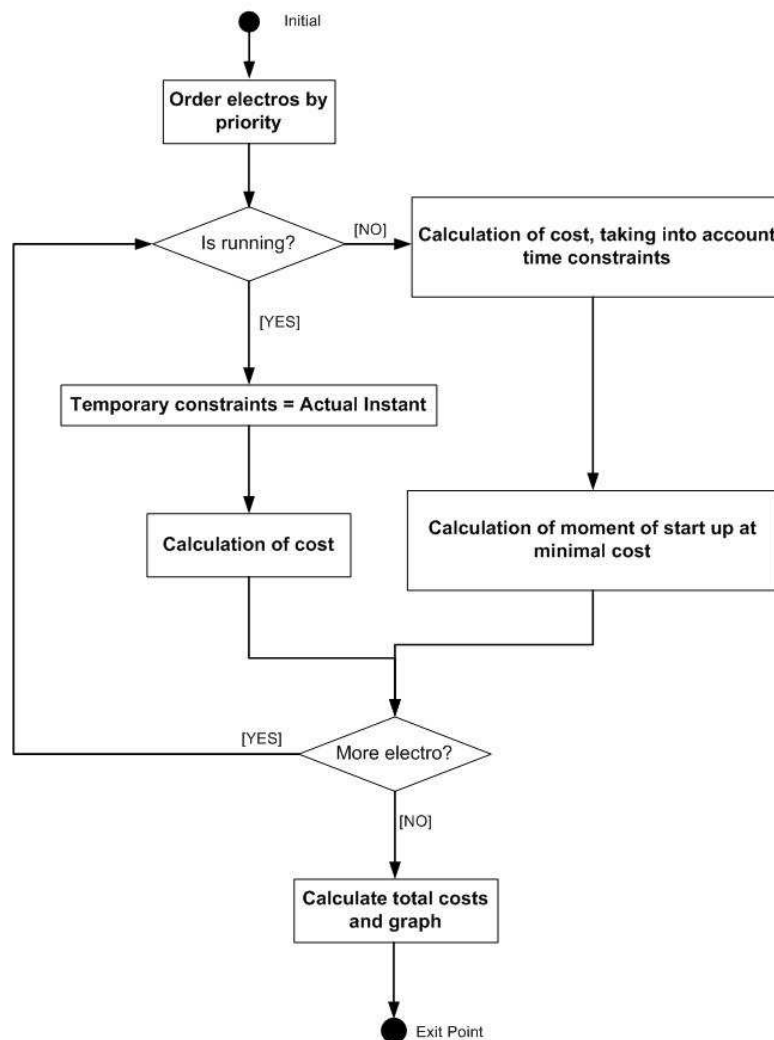 Initial
Order electros by
priority
Is running?
[NO]
Calculation of cost, taking into account
time constraints
[YES]
Temporary constraints = Actual Instant
Calculation of cost
Calculation of moment of start up at
minimal cost
[YES]
More electro?
[NO]
Calculate total costs
and graph
Exit Point